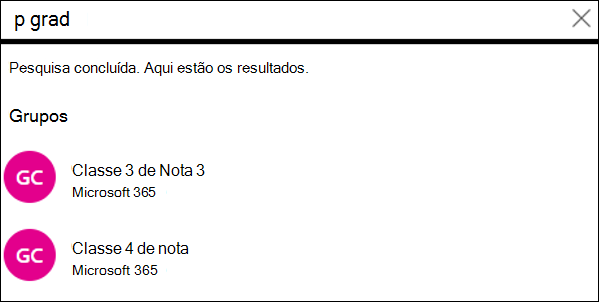 p grad
Pesquisa concluída. Aqui estão os resultados.
Grupos
GC
Classe 3 de Nota 3
Microsoft 365
GC
Classe 4 de nota
Microsoft 365